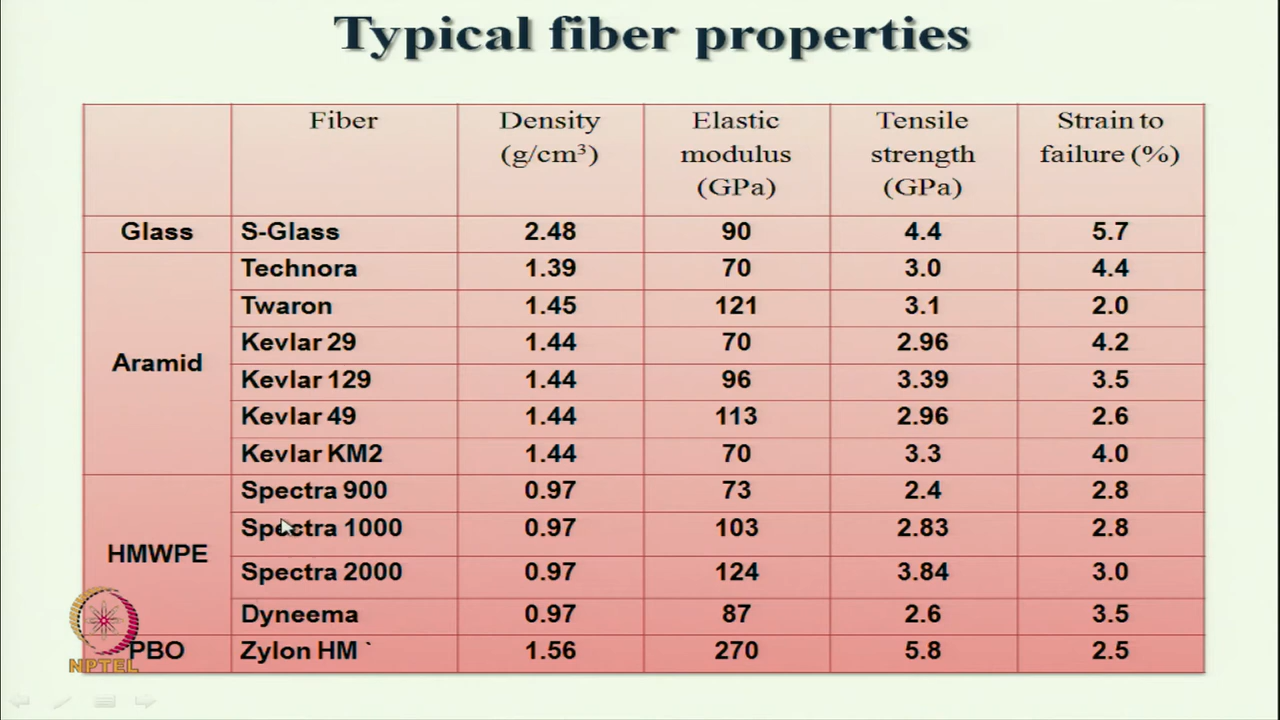 Typical fiber properties
Fiber Density (g/cm³) Elastic modulus (GPa) Tensile strength (GPa) Strain to failure (%)
Glass S-Glass 2.48 90 4.4 5.7
Aramid
Technora 1.39 70 3.0 4.4
Twaron 1.45 121 3.1 2.0
Kevlar 29 1.44 70 2.96 4.2
Kevlar 129 1.44 96 3.39 3.5
Kevlar 49 1.44 113 2.96 2.6
Kevlar KM2 1.44 70 3.3 4.0
HMWPE
Spectra 900 0.97 73 2.4 2.8
Spectra 1000 0.97 103 2.83 2.8
Spectra 2000 0.97 124 3.84 3.0
Dyneema 0.97 87 2.6 3.5
PBO Zylon HM ` 1.56 270 5.8 2.5
NPTEL